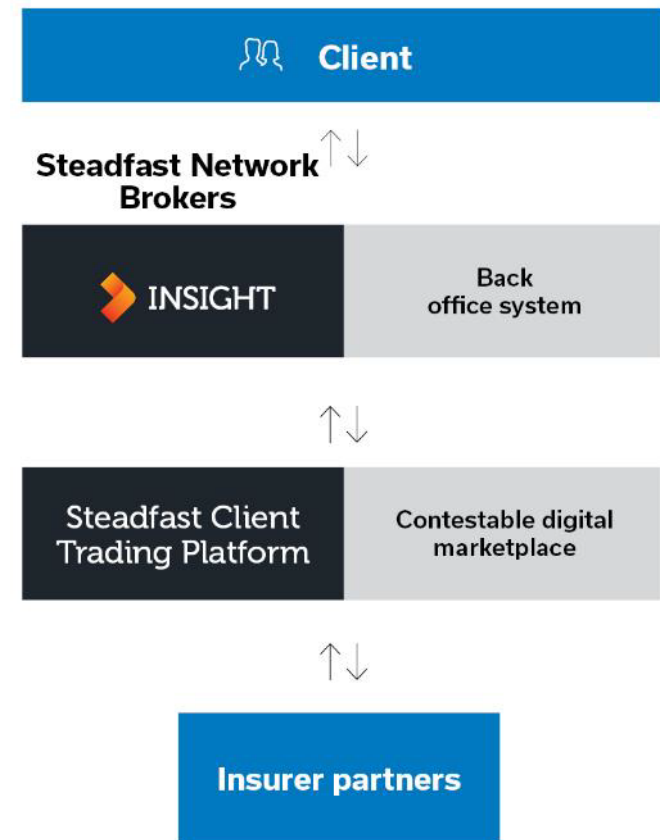 Client
Steadfast Network
Brokers
INSIGHT
Back
office system
Steadfast Client
Trading Platform
Contestable digital
marketplace
Insurer partners